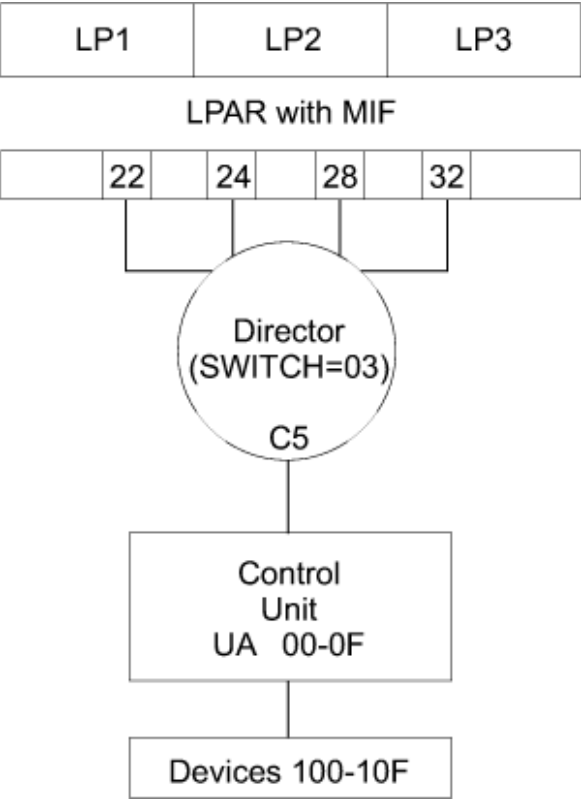 LP1 LP2 LP3
LPAR with MIF
22 24 28 32
Director
(SWITCH=03)
C5
Control
Unit
UA 00-0F
Devices 100-10F